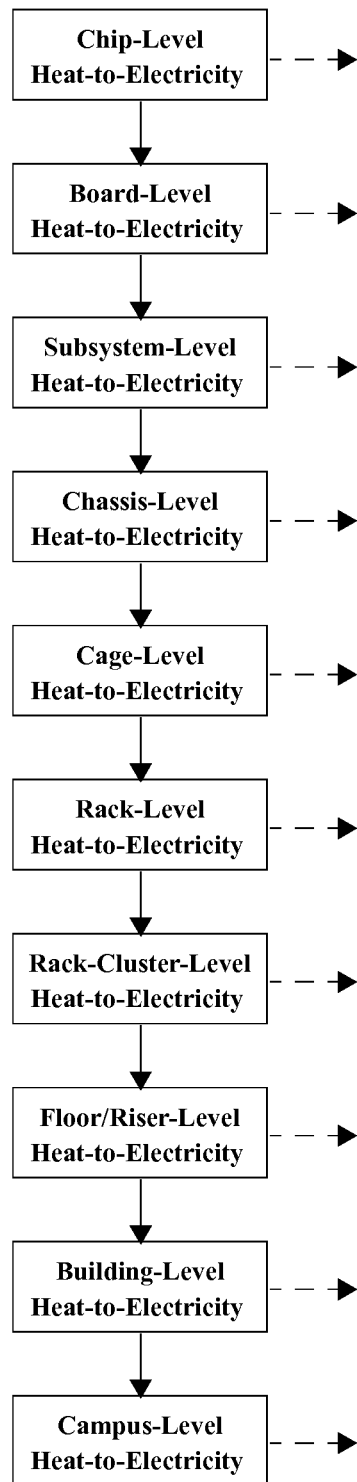 Chip-Level
Heat-to-Electricity
Board-Level
Heat-to-Electricity
Subsystem-Level
Heat-to-Electricity
Chassis-Level
Heat-to-Electricity
Cage-Level
Heat-to-Electricity
Rack-Level
Heat-to-Electricity
Rack-Cluster-Level
Heat-to-Electricity
Floor/Riser-Level
Heat-to-Electricity
Building-Level
Heat-to-Electricity
Campus-Level
Heat-to-Electricity